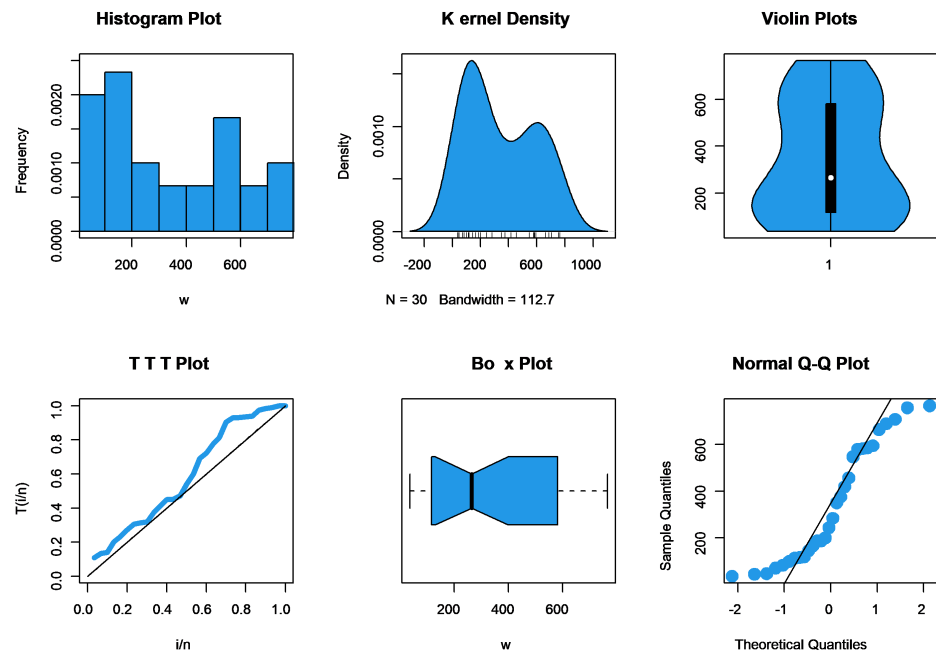 Histogram Plot
Frequency
0.0000 0.0010 0.0020
200 400 600
w
K ernel Density
Density
0.0000 0.0010
-200 200 600 1000
N = 30 Bandwidth = 112.7
Violin Plots
200 400 600
1
T T T Plot
T(i/n)
0.0 0.2 0.4 0.6 0.8 1.0
0.0 0.2 0.4 0.6 0.8 1.0
i/n
Bo x Plot
200 400 600
w
Normal Q-Q Plot
Sample Quantiles
200 400 600
-2 -1 0 1 2
Theoretical Quantiles